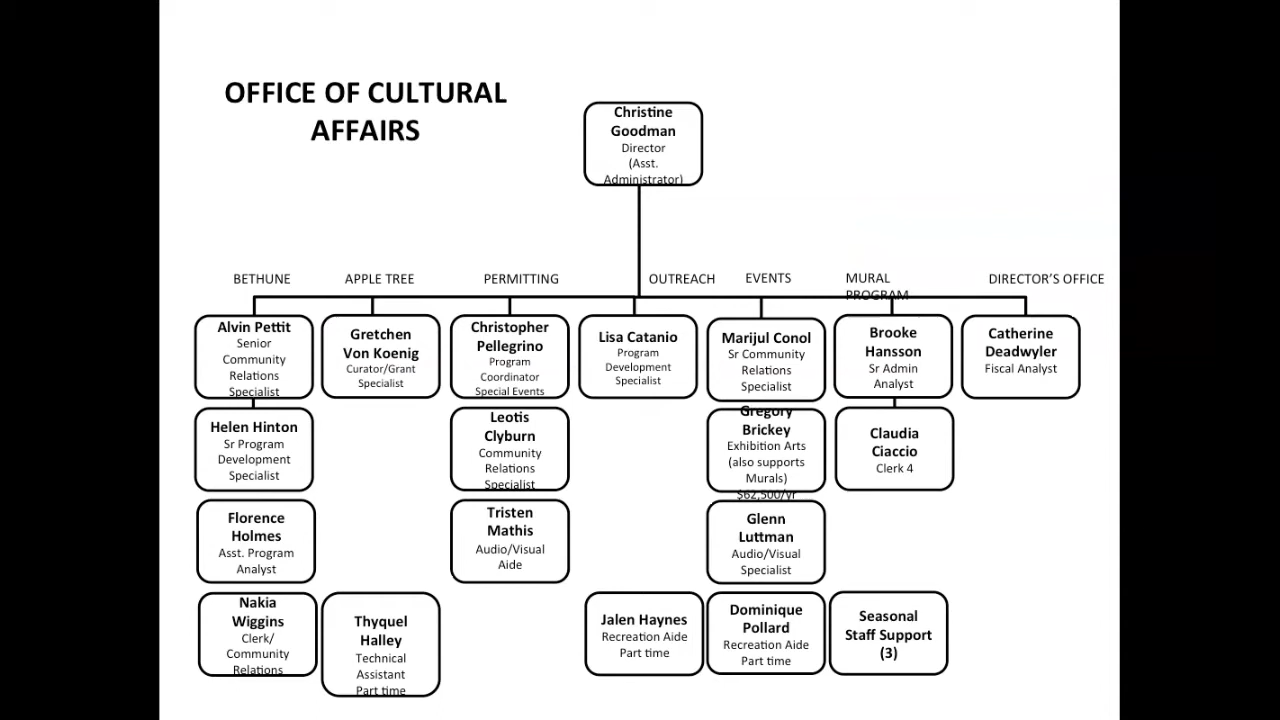 OFFICE OF CULTURAL
AFFAIRS
Christine
Goodman
Director
(Asst.
Administrator)
BETHUNE
APPLE TREE
PERMITTING
OUTREACH
EVENTS
MURAL
PROGRAM
DIRECTOR'S OFFICE
Alvin Pettit
Senior
Community
Relations
Specialist
Gretchen
Von Koenig
Curator/Grant
Specialist
Christopher
Pellegrino
Program
Coordinator
Special Events
Lisa Catanio
Program
Development
Specialist
Marijul Conol
Sr Community
Relations
Specialist
Brooke
Hansson
Sr Admin
Analyst
Catherine
Deadwyler
Fiscal Analyst
Helen Hinton
Sr Program
Development
Specialist
Leotis
Clyburn
Community
Relations
Specialist
Gregory
Brickey
Exhibition Arts
(also supports
Murals)
$62,500/yr
Claudia
Ciaccio
Clerk 4
Florence
Holmes
Asst. Program
Analyst
Tristen
Mathis
Audio/Visual
Aide
Glenn
Luttman
Audio/Visual
Specialist
Nakia
Wiggins
Clerk/
Community
Relations
Thyquel
Halley
Technical
Assistant
Part time
Jalen Haynes
Recreation Aide
Part time
Dominique
Pollard
Recreation Aide
Part time
Seasonal
Staff Support
(3)